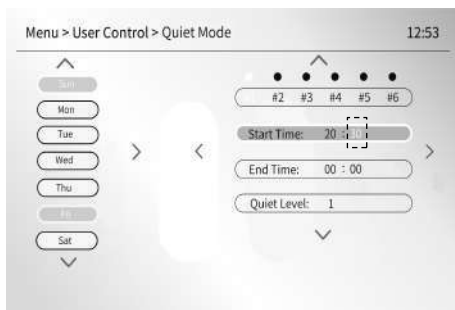 Menu > User Control > Quiet Mode
12:53
Sun
Mon
Tue
Wed
Thu
Fri
Sat
#2 #3 #4 #5 #6
Start Time: 20 : 30
End Time: 00 : 00
Quiet Level: 1